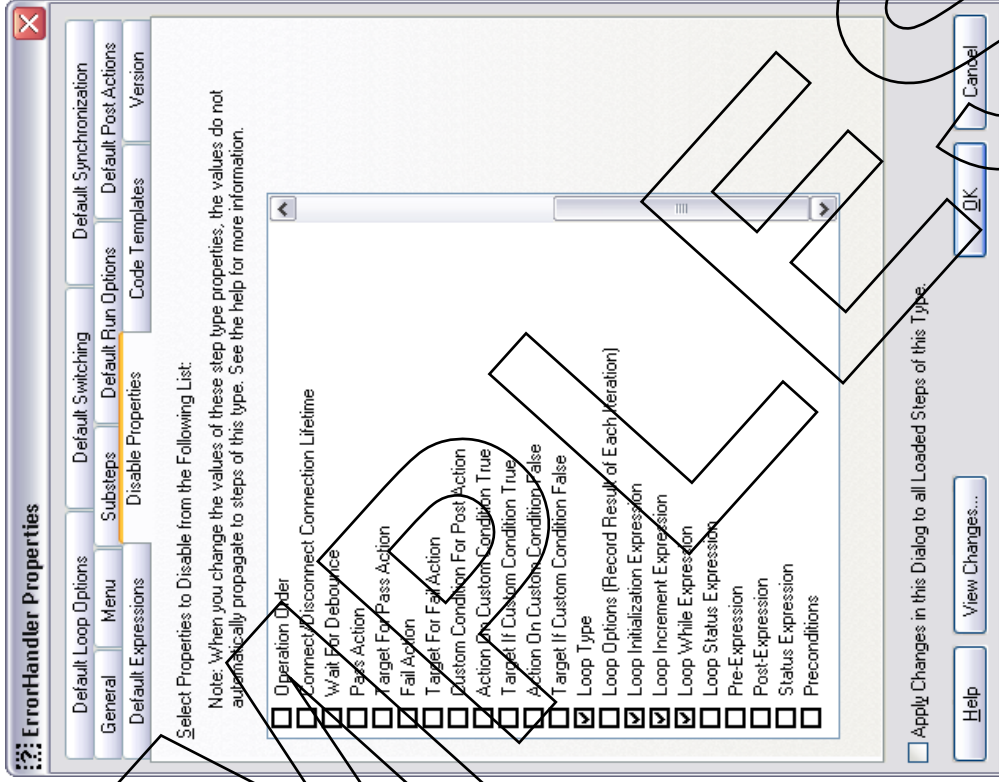 ErrorHandler Properties
Default Loop Options Default Switching Default Synchronization
General Menu Substeps Default Run Options Default Post Actions
Default Expressions Disable Properties Code Templates Version
Select Properties to Disable from the Following List:
Note: When you change the values of these step type properties, the values do not
automatically propagate to steps of this type. See the help for more information.
Operation Order
Connect/Disconnect Connection Lifetime
Wait For Debounce
Pass Action
Target For Pass Action
Fail Action
Target For Fail Action
Custom Condition For Post Action
Action On Custom Condition True
Target If Custom Condition True
Action On Custom Condition False
Target If Custom Condition False
Loop Type
Loop Options (Record Result of Each Iteration)
Loop Initialization Expression
Loop Increment Expression
Loop While Expression
Loop Status Expression
Pre-Expression
Post-Expression
Status Expression
Preconditions
Apply Changes in this Dialog to all Loaded Steps of this Type.
Help View Changes... OK Cancel